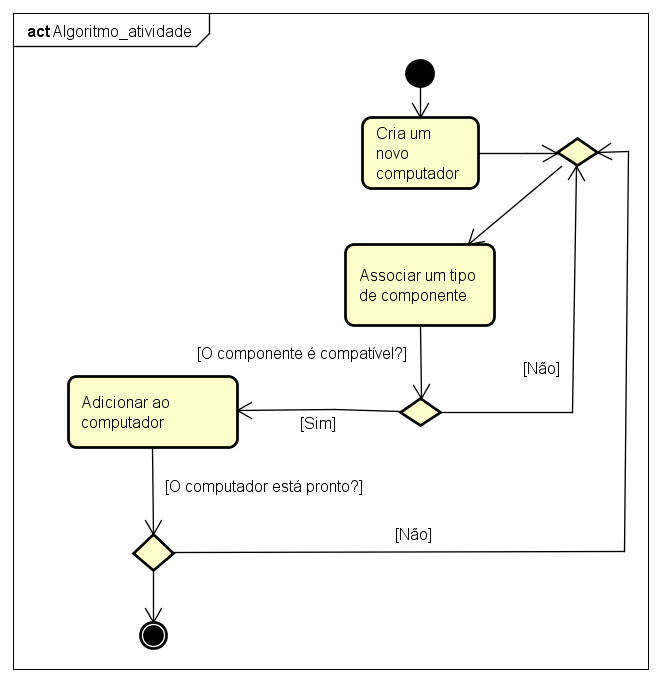 act Algoritmo_atividade
Cria um
novo
computador
Associar um tipo
de componente
[O componente é compatível?]
[Não]
Adicionar ao
computador
[Sim]
[O computador está pronto?]
[Não]